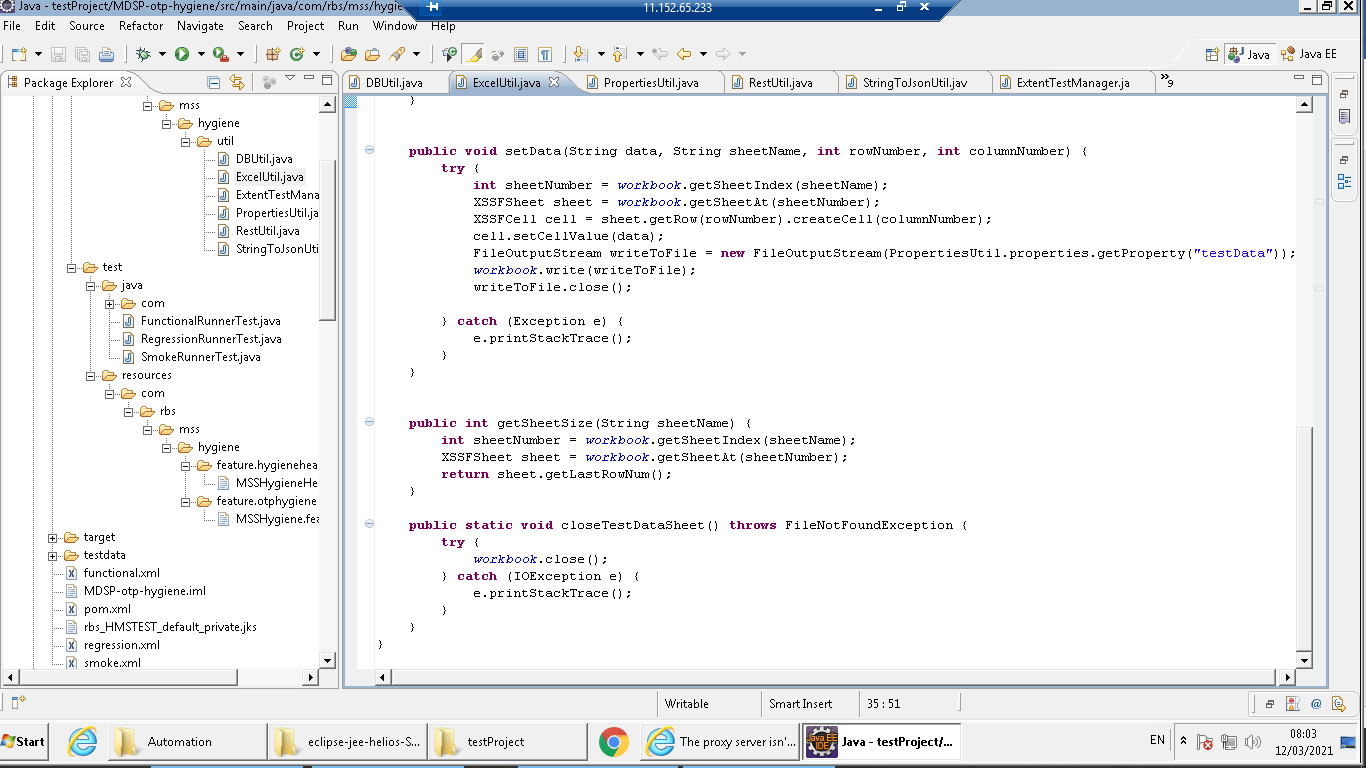 Java - testProject/MDSP-otp-hygiene/src/main/java/com/rbs/mss/hygie
11.152.65.233
File Edit Source Refactor Navigate Search Project Run Window Help
Java
Java EE
Package Explorer
DBUtil.java
ExcelUtil.java
PropertiesUtil.java
RestUtil.java
StringToJsonUtil.jav
ExtentTestManager.ja
»9
mss
hygiene
util
DBUtil.java
ExcelUtil.java
ExtentTestMana
PropertiesUtil.ja
RestUtil.java
StringToJsonUti
test
java
com
FunctionalRunnerTest.java
RegressionRunnerTest.java
SmokeRunnerTest.java
resources
com
rbs
mss
hygiene
feature.hygienehea
MSSHygieneHe
feature.otphygiene
MSSHygiene.fea
target
testdata
functional.xml
MDSP-otp-hygiene.iml
pom.xml
rbs_HMSTEST_default_private.jks
regression.xml
smoke.xml
}
public void setData(String data, String sheetName, int rowNumber, int columnNumber) {
try {
int sheetNumber = workbook.getSheetIndex(sheetName);
XSSFSheet sheet = workbook.getSheetAt(sheetNumber);
XSSFCell cell = sheet.getRow(rowNumber).createCell(columnNumber);
cell.setCellValue(data);
FileOutputStream writeToFile = new FileOutputStream(PropertiesUtil.properties.getProperty("testData"));
workbook.write(writeToFile);
writeToFile.close();
} catch (Exception e) {
e.printStackTrace();
}
}
public int getSheetSize(String sheetName) {
int sheetNumber = workbook.getSheetIndex(sheetName);
XSSFSheet sheet = workbook.getSheetAt(sheetNumber);
return sheet.getLastRowNum();
}
public static void closeTestDataSheet() throws FileNotFoundException {
try {
workbook.close();
} catch (IOException e) {
e.printStackTrace();
}
}
}
Writable
Smart Insert
35 : 51
Start
Automation
eclipse-jee-helios-S...
testProject
The proxy server isn'...
Java - testProject/...
EN
08:03
12/03/2021